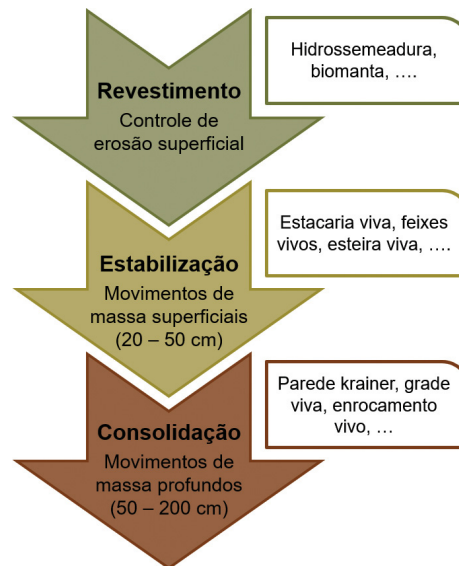 Revestimento
Controle de
erosão superficial
Hidrossemeadura,
biomanta, ....
Estabilização
Movimentos de
massa superficiais
(20 – 50 cm)
Estacaria viva, feixes
vivos, esteira viva, ....
Consolidação
Movimentos de
massa profundos
(50 – 200 cm)
Parede krainer, grade
viva, enrocamento
vivo, ...